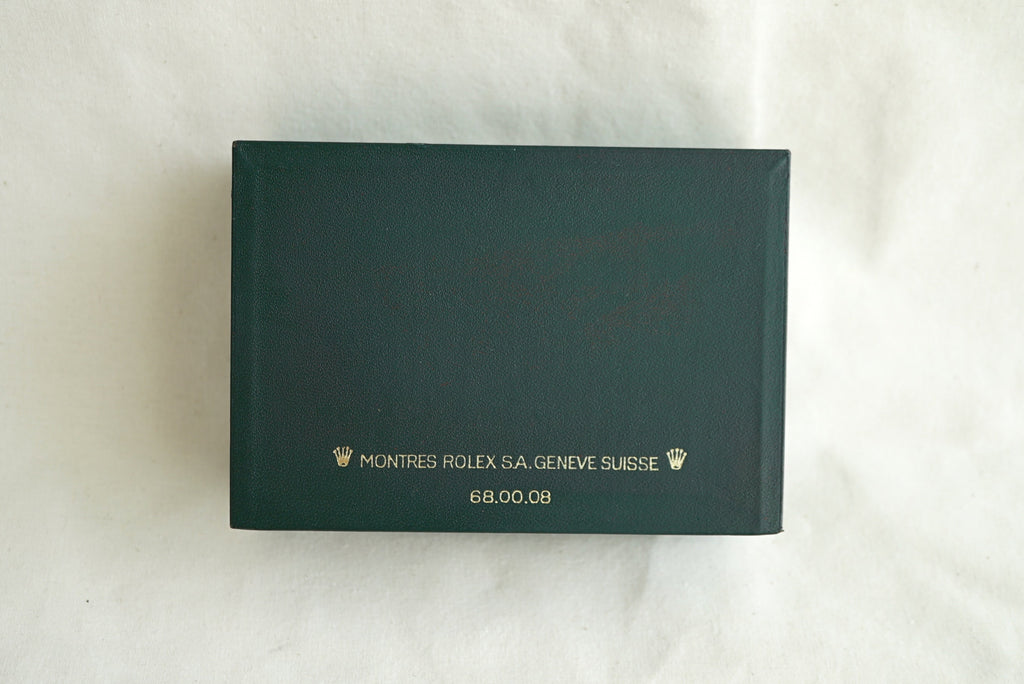 MONTRES ROLEX S.A. GENEVE SUISSE
68.00.08